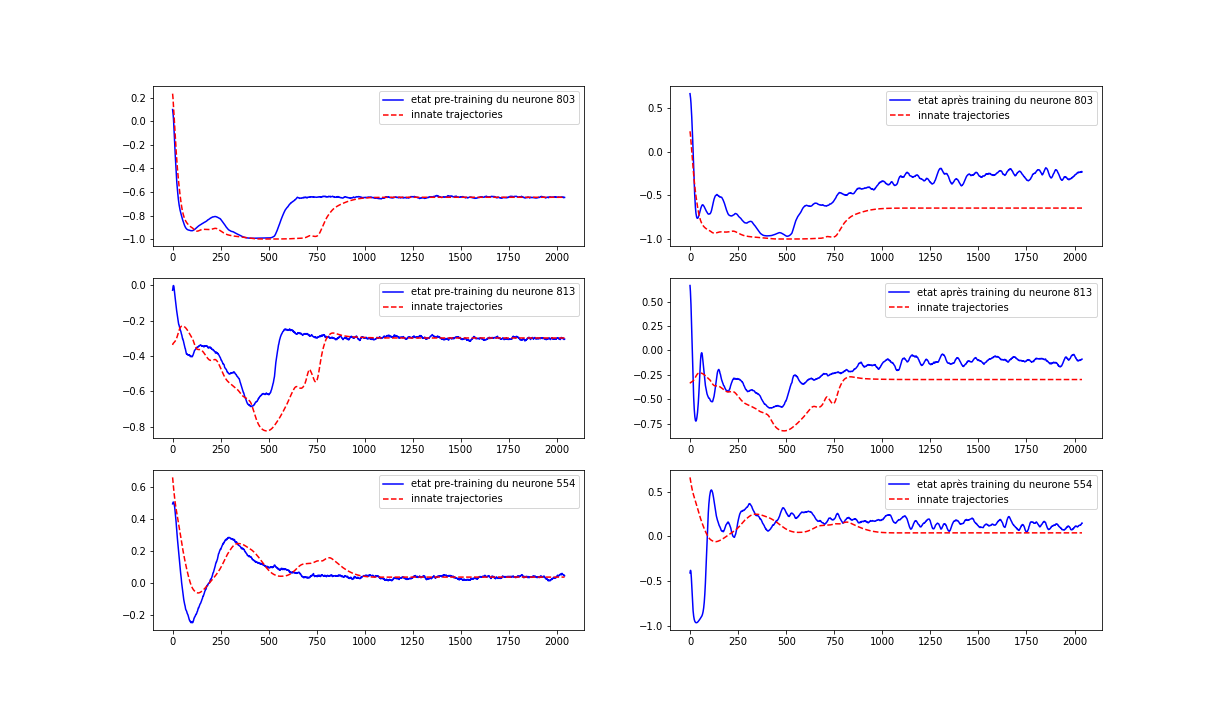 etat pre-training du neurone 803
innate trajectories
0.2
0.0
−0.2
−0.4
−0.6
−0.8
−1.0
0 250 500 750 1000 1250 1500 1750 2000
etat après training du neurone 803
innate trajectories
0.5
0.0
−0.5
−1.0
0 250 500 750 1000 1250 1500 1750 2000
etat pre-training du neurone 813
innate trajectories
0.0
−0.2
−0.4
−0.6
−0.8
0 250 500 750 1000 1250 1500 1750 2000
etat après training du neurone 813
innate trajectories
0.50
0.25
0.00
−0.25
−0.50
−0.75
0 250 500 750 1000 1250 1500 1750 2000
etat pre-training du neurone 554
innate trajectories
0.6
0.4
0.2
0.0
−0.2
0 250 500 750 1000 1250 1500 1750 2000
etat après training du neurone 554
innate trajectories
0.5
0.0
−0.5
−1.0
0 250 500 750 1000 1250 1500 1750 2000